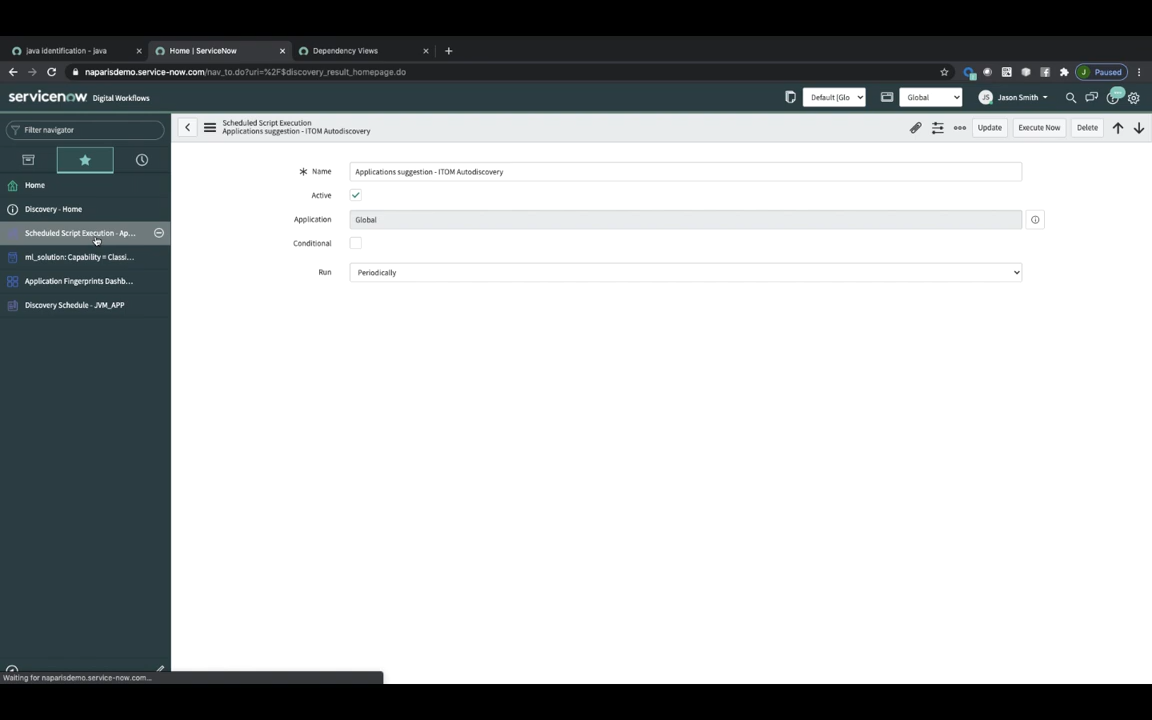 java identification - java
Home | ServiceNow
Dependency Views
naparisdemo.service-now.com/nav_to.do?uri=%2F$discovery_result_homepage.do
J Paused
servicenow Digital Workflows
Default [Glo
Global
JS Jason Smith
Filter navigator
Scheduled Script Execution
Applications suggestion - ITOM Autodiscovery
Update
Execute Now
Delete
Home
Discovery - Home
Scheduled Script Execution - Ap...
ml_solution: Capability = Classi...
Application Fingerprints Dashb...
Discovery Schedule - JVM_APP
Name
Applications suggestion - ITOM Autodiscovery
Active
Application
Global
Conditional
Run
Periodically
Waiting for naparisdemo.service-now.com...